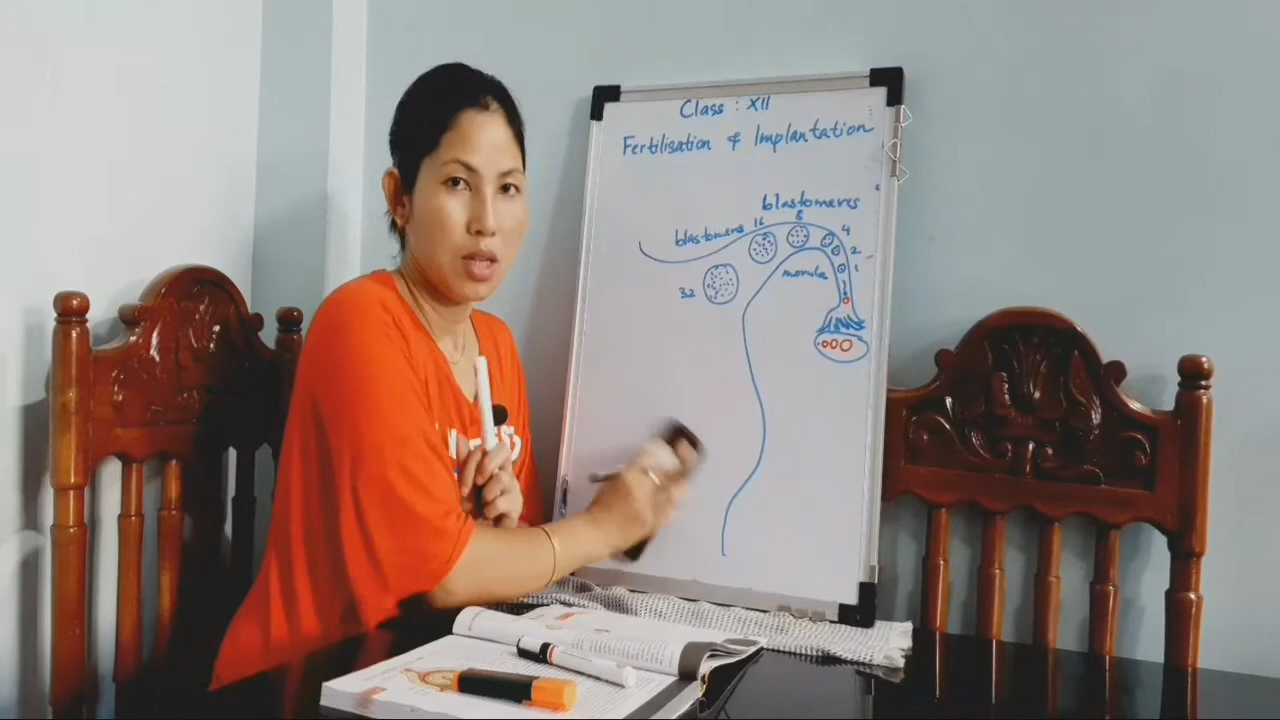 Class : XII
Fertilisation & Implantation
blastomeres
blastomere
16
8
4
2
1
morula
32